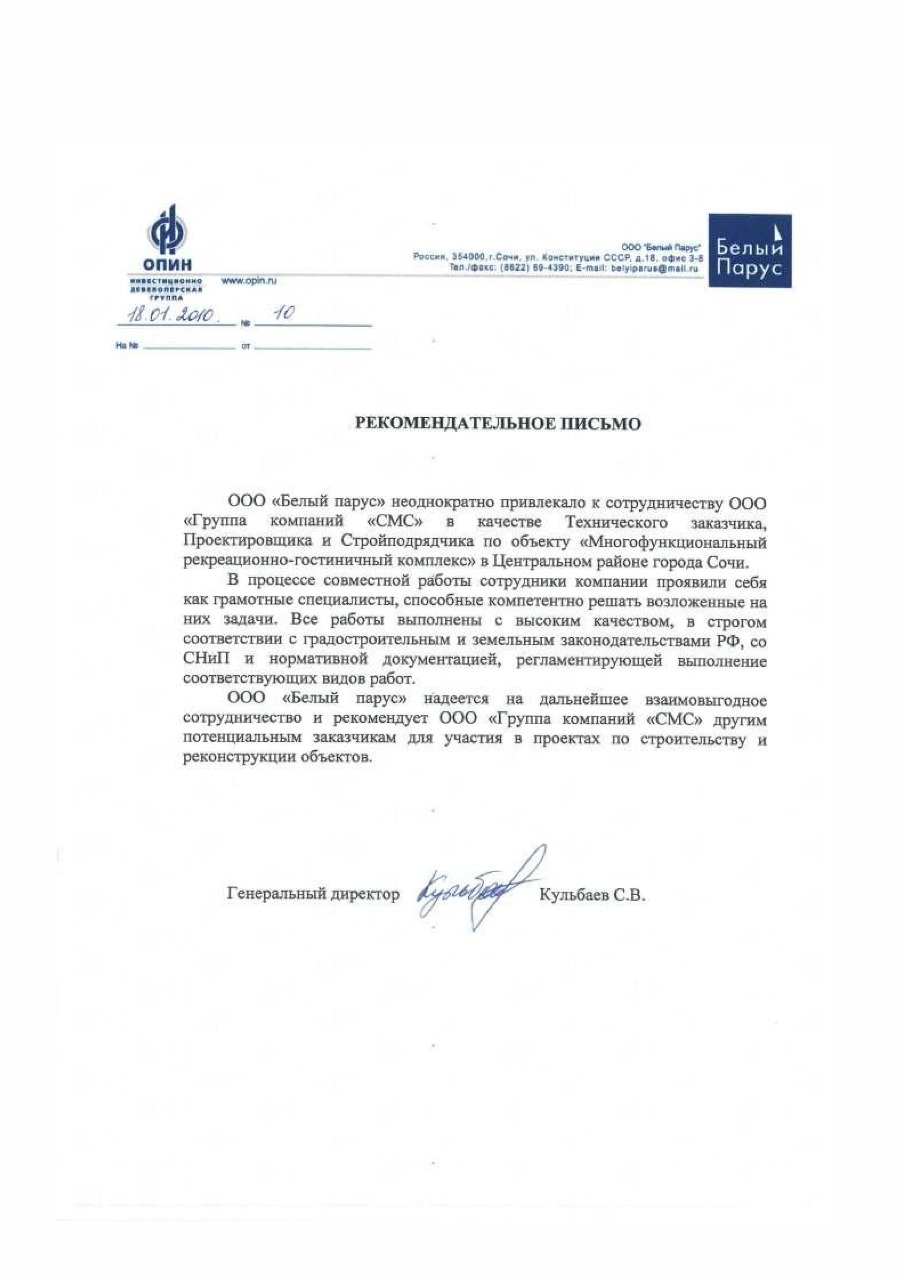 ОПИН
ИНВЕСТИЦИОННО
ДЕВЕЛОПЕРСКАЯ
ГРУППА
www.opin.ru
ООО "Белый Парус"
Россия, 354000,г.Сочи, ул. Конституции СССР, д.18, офис 3-8
Тел./факс: (8622) 69-4390; E-mail: belyiparus@mail.ru
Белый
Парус
18.01.2010. № 10
На № от
РЕКОМЕНДАТЕЛЬНОЕ ПИСЬМО
ООО «Белый парус» неоднократно привлекало к сотрудничеству ООО
«Группа компаний «СМС» в качестве Технического заказчика,
Проектировщика и Стройподрядчика по объекту «Многофункциональный
рекреационно-гостиничный комплекс» в Центральном районе города Сочи.
В процессе совместной работы сотрудники компании проявили себя
как грамотные специалисты, способные компетентно решать возложенные на
них задачи. Все работы выполнены с высоким качеством, в строгом
соответствии с градостроительным и земельным законодательствами РФ, со
СНиП и нормативной документацией, регламентирующей выполнение
соответствующих видов работ.
ООО «Белый парус» надеется на дальнейшее взаимовыгодное
сотрудничество и рекомендует ООО «Группа компаний «СМС» другим
потенциальным заказчикам для участия в проектах по строительству и
реконструкции объектов.
Генеральный директор Кульбаев С.В.